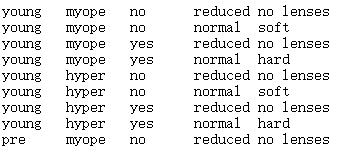 young myope no reduced no lenses
young myope no normal soft
young myope yes reduced no lenses
young myope yes normal hard
young hyper no reduced no lenses
young hyper no normal soft
young hyper yes reduced no lenses
young hyper yes normal hard
pre myope no reduced no lenses